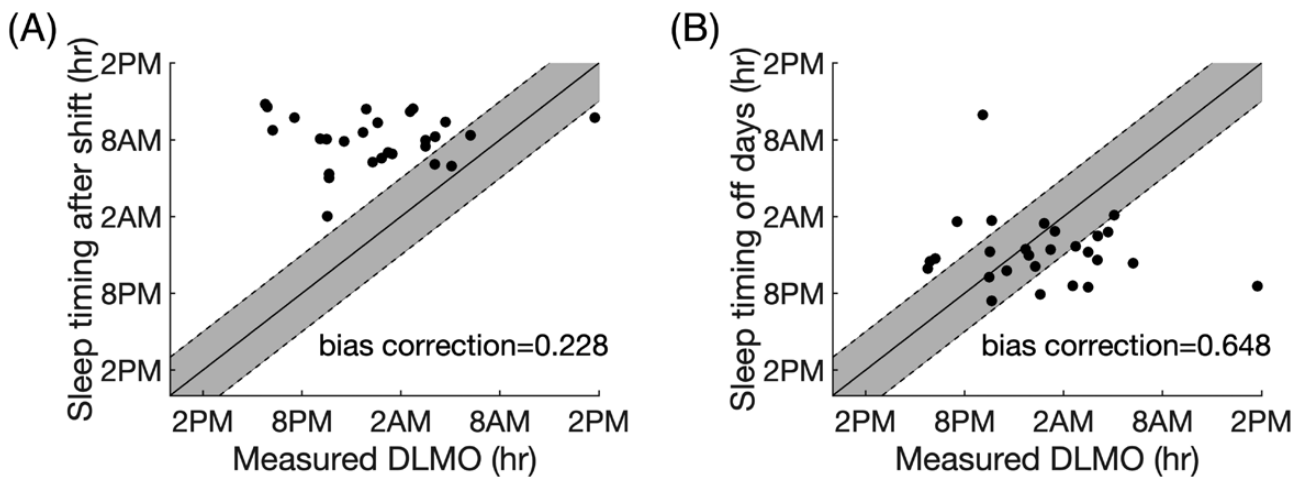 (A)
Sleep timing after shift (hr)
2PM
8AM
2AM
8PM
2PM
bias correction=0.228
2PM 8PM 2AM 8AM 2PM
Measured DLMO (hr)
(B)
Sleep timing off days (hr)
2PM
8AM
2AM
8PM
2PM
bias correction=0.648
2PM 8PM 2AM 8AM 2PM
Measured DLMO (hr)